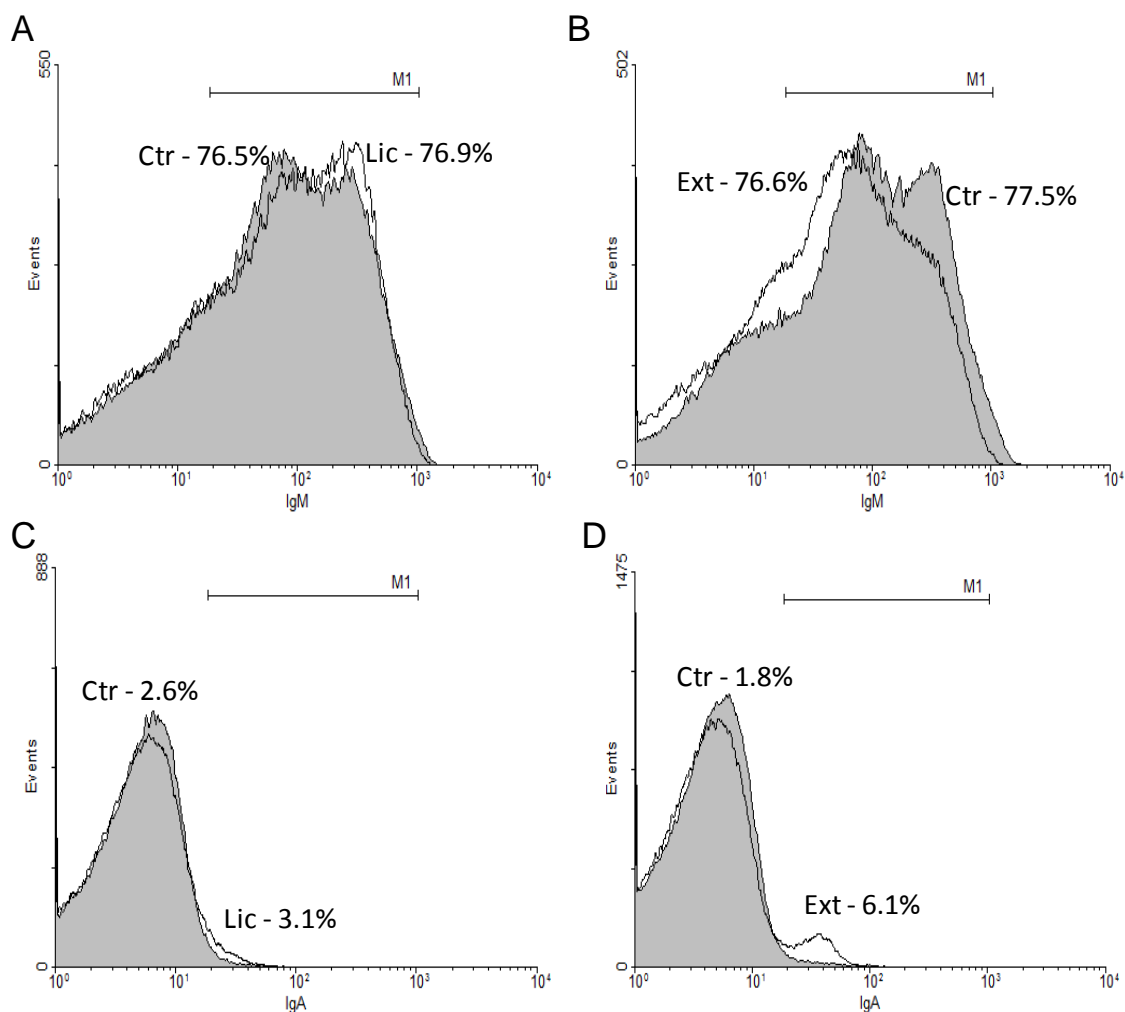 A
550
M1
Ctr - 76.5%
Lic - 76.9%
Events
0
10^0
10^1
10^2
10^3
10^4
IgM
B
502
M1
Ext - 76.6%
Ctr - 77.5%
Events
0
10^0
10^1
10^2
10^3
10^4
IgM
C
888
M1
Ctr - 2.6%
Lic - 3.1%
Events
0
10^0
10^1
10^2
10^3
10^4
IgA
D
1475
M1
Ctr - 1.8%
Ext - 6.1%
Events
0
10^0
10^1
10^2
10^3
10^4
IgA